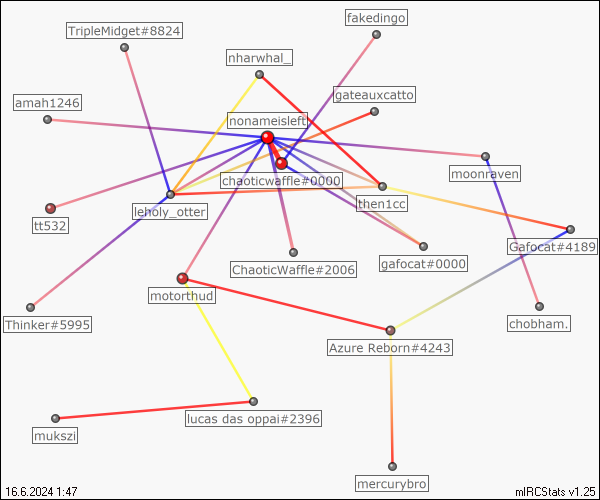 fakedingo
TripleMidget#8824
nharwhal_
gateauxcatto
amah1246
nonameisleft
moonraven
chaoticwaffle#0000
then1cc
leholy_otter
tt532
Gafocat#4189
gafocat#0000
ChaoticWaffle#2006
motorthud
Thinker#5995
chobham.
Azure Reborn#4243
lucas das oppai#2396
mukszi
mercurybro
16.6.2024 1:47
mIRCStats v1.25